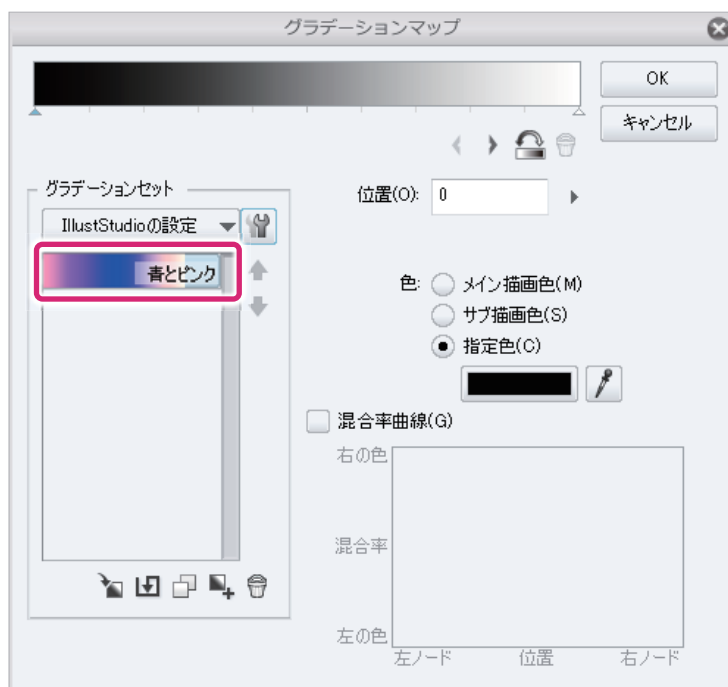 グラデーションマップ
OK
キャンセル
グラデーションセット
位置(O): 0
IllustStudioの設定
青とピンク
色: メイン描画色(M)
サブ描画色(S)
指定色(C)
混合率曲線(G)
右の色
混合率
左の色
左ノード 位置 右ノード